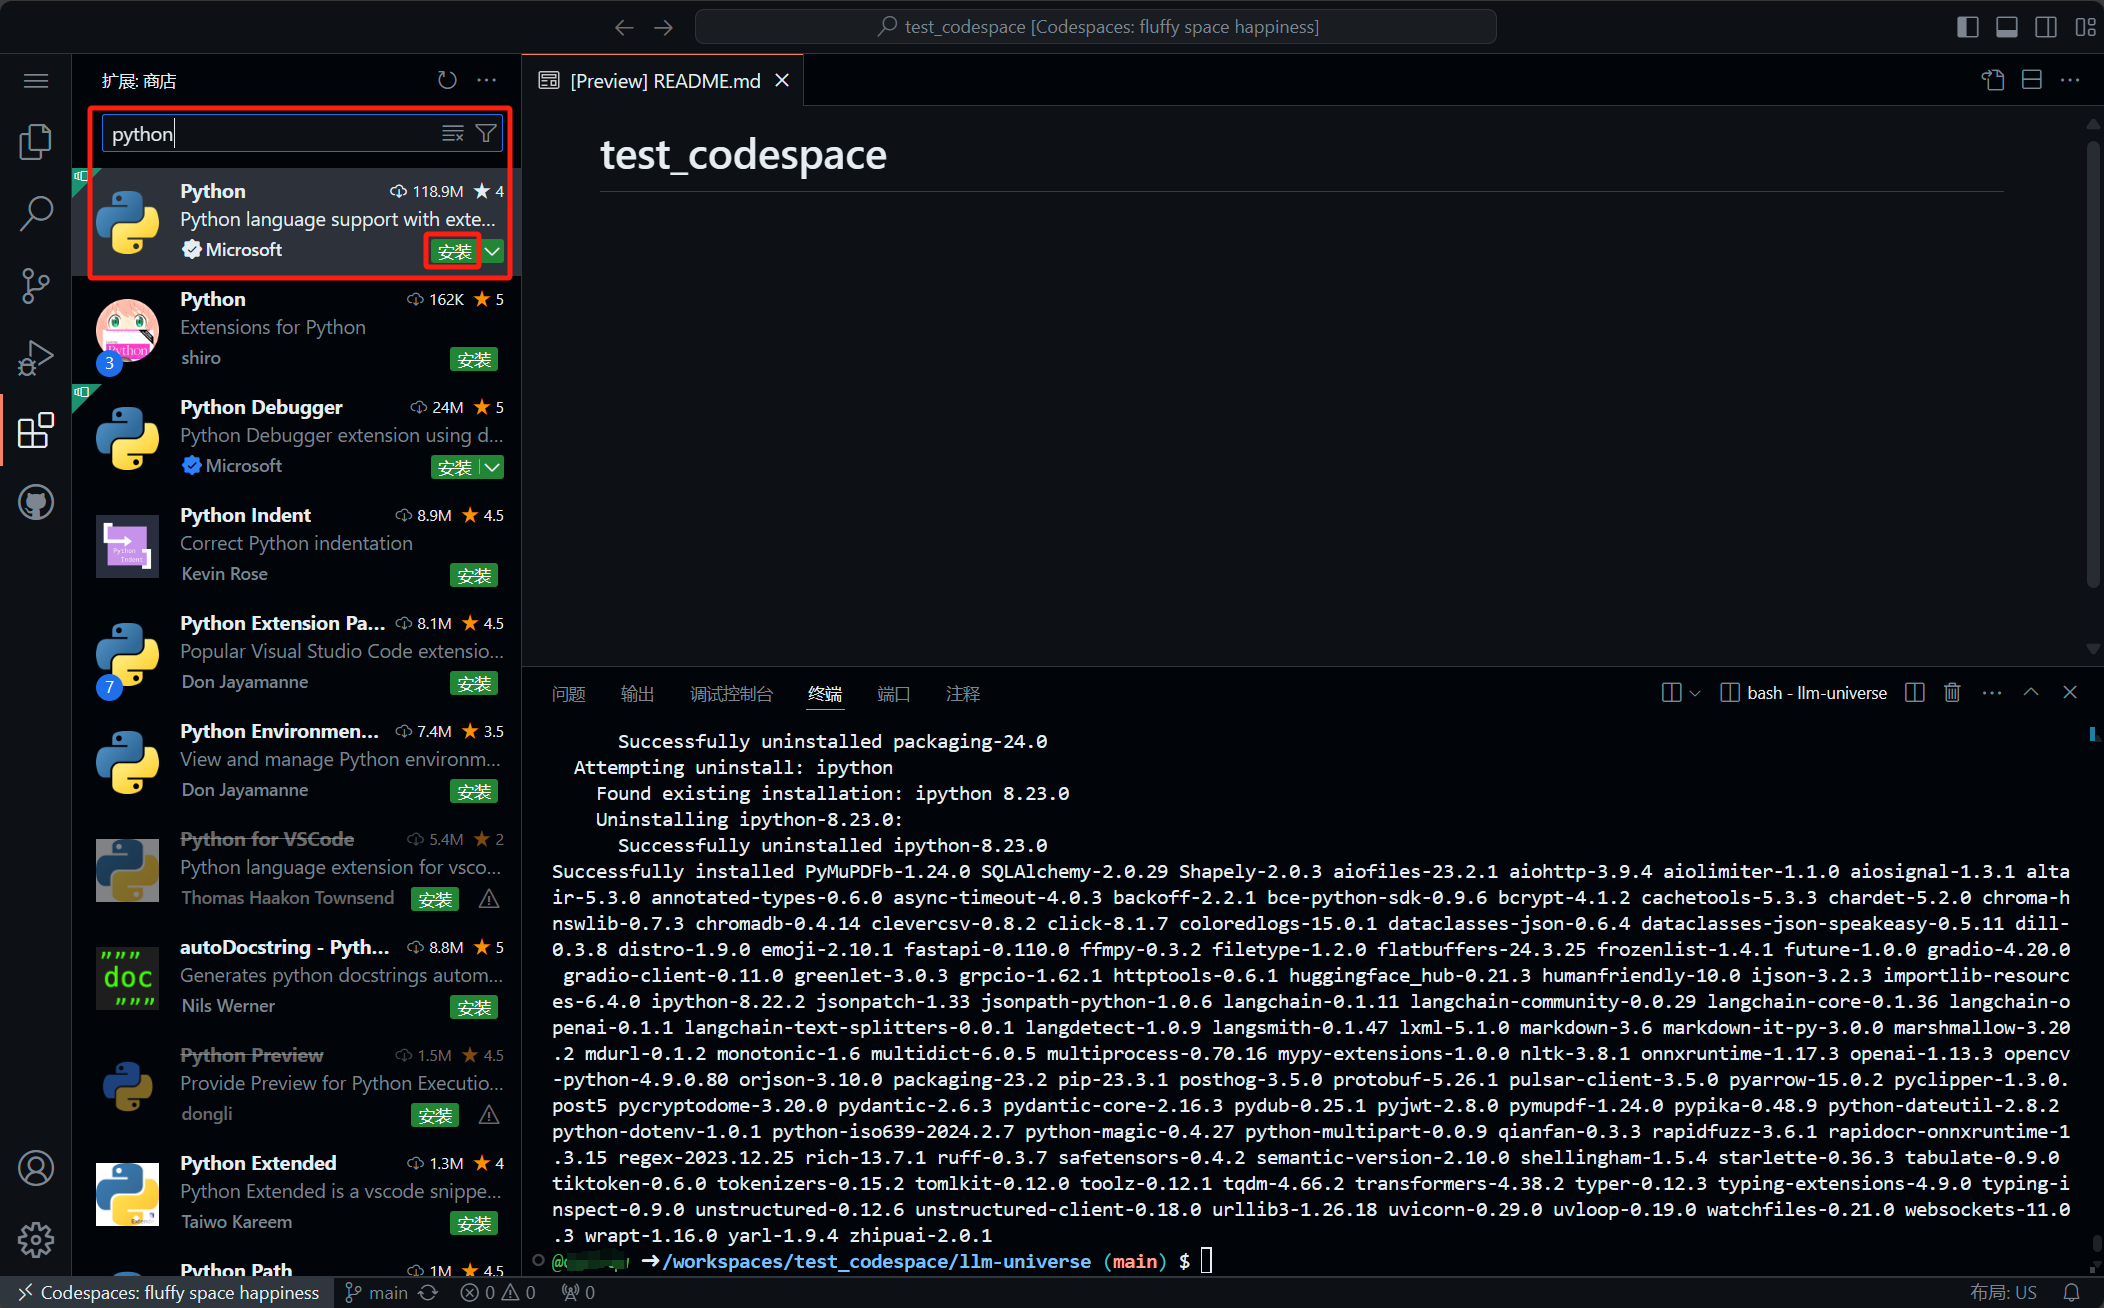 test_codespace [Codespaces: fluffy space happiness]
扩展: 商店
python
Python 118.9M ★ 4
Python language support with exte...
Microsoft 安装
Python 162K ★ 5
Extensions for Python
shiro 安装
3
Python Debugger 24M ★ 5
Python Debugger extension using d...
Microsoft 安装
Python Indent 8.9M ★ 4.5
Correct Python indentation
Kevin Rose 安装
Python Extension Pa... 8.1M ★ 4.5
Popular Visual Studio Code extensio...
Don Jayamanne 安装
7
Python Environmen... 7.4M ★ 3.5
View and manage Python environm...
Don Jayamanne 安装
Python for VSCode 5.4M ★ 2
Python language extension for vsco...
Thomas Haakon Townsend 安装
autoDocstring - Pyth... 8.8M ★ 5
Generates python docstrings autom...
Nils Werner 安装
"""
doc
"""
Python Preview 1.5M ★ 4.5
Provide Preview for Python Executio...
dongli 安装
Python Extended 1.3M ★ 4
Python Extended is a vscode snippe...
Taiwo Kareem 安装
Python Path 1M ★ 4.5
[Preview] README.md
test_codespace
问题 输出 调试控制台 终端 端口 注释
bash - llm-universe
Successfully uninstalled packaging-24.0
Attempting uninstall: ipython
Found existing installation: ipython 8.23.0
Uninstalling ipython-8.23.0:
Successfully uninstalled ipython-8.23.0
Successfully installed PyMuPDFb-1.24.0 SQLAlchemy-2.0.29 Shapely-2.0.3 aiofiles-23.2.1 aiohttp-3.9.4 aiolimiter-1.1.0 aiosignal-1.3.1 alta
ir-5.3.0 annotated-types-0.6.0 async-timeout-4.0.3 backoff-2.2.1 bce-python-sdk-0.9.6 bcrypt-4.1.2 cachetools-5.3.3 chardet-5.2.0 chroma-h
nswlib-0.7.3 chromadb-0.4.14 clevercsv-0.8.2 click-8.1.7 coloredlogs-15.0.1 dataclasses-json-0.6.4 dataclasses-json-speakeasy-0.5.11 dill-
0.3.8 distro-1.9.0 emoji-2.10.1 fastapi-0.110.0 ffmpy-0.3.2 filetype-1.2.0 flatbuffers-24.3.25 frozenlist-1.4.1 future-1.0.0 gradio-4.20.0
gradio-client-0.11.0 greenlet-3.0.3 grpcio-1.62.1 httptools-0.6.1 huggingface_hub-0.21.3 humanfriendly-10.0 ijson-3.2.3 importlib-resourc
es-6.4.0 ipython-8.22.2 jsonpatch-1.33 jsonpath-python-1.0.6 langchain-0.1.11 langchain-community-0.0.29 langchain-core-0.1.36 langchain-o
penai-0.1.1 langchain-text-splitters-0.0.1 langdetect-1.0.9 langsmith-0.1.47 lxml-5.1.0 markdown-3.6 markdown-it-py-3.0.0 marshmallow-3.20
.2 mdurl-0.1.2 monotonic-1.6 multidict-6.0.5 multiprocess-0.70.16 mypy-extensions-1.0.0 nltk-3.8.1 onnxruntime-1.17.3 openai-1.13.3 opencv
-python-4.9.0.80 orjson-3.10.0 packaging-23.2 pip-23.3.1 posthog-3.5.0 protobuf-5.26.1 pulsar-client-3.5.0 pyarrow-15.0.2 pyclipper-1.3.0.
post5 pycryptodome-3.20.0 pydantic-2.6.3 pydantic-core-2.16.3 pydub-0.25.1 pyjwt-2.8.0 pymupdf-1.24.0 pypika-0.48.9 python-dateutil-2.8.2
python-dotenv-1.0.1 python-iso639-2024.2.7 python-magic-0.4.27 python-multipart-0.0.9 qianfan-0.3.3 rapidfuzz-3.6.1 rapidocr-onnxruntime-1
.3.15 regex-2023.12.25 rich-13.7.1 ruff-0.3.7 safetensors-0.4.2 semantic-version-2.10.0 shellingham-1.5.4 starlette-0.36.3 tabulate-0.9.0
tiktoken-0.6.0 tokenizers-0.15.2 tomlkit-0.12.0 toolz-0.12.1 tqdm-4.66.2 transformers-4.38.2 typer-0.12.3 typing-extensions-4.9.0 typing-i
nspect-0.9.0 unstructured-0.12.6 unstructured-client-0.18.0 urllib3-1.26.18 uvicorn-0.29.0 uvloop-0.19.0 watchfiles-0.21.0 websockets-11.0
.3 wrapt-1.16.0 yarl-1.9.4 zhipuai-2.0.1
➜/workspaces/test_codespace/llm-universe (main) $
Codespaces: fluffy space happiness main 0 0 0 布局: US